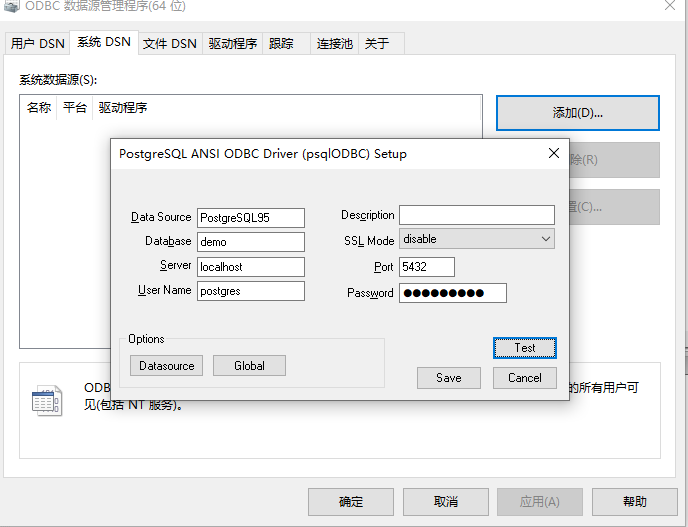 ODBC 数据源管理程序(64 位)
用户 DSN 系统 DSN 文件 DSN 驱动程序 跟踪 连接池 关于
系统数据源(S):
名称 平台 驱动程序
添加(D)...
除(R)
置(C)...
PostgreSQL ANSI ODBC Driver (psqlODBC) Setup
Data Source PostgreSQL95 Description
Database demo SSL Mode disable
Server localhost Port 5432
User Name postgres Password ●●●●●●●●●
Options
Datasource Global
Test
Save Cancel
ODB 的所有用户可
见(包括 NT 服务)。
确定 取消 应用(A) 帮助